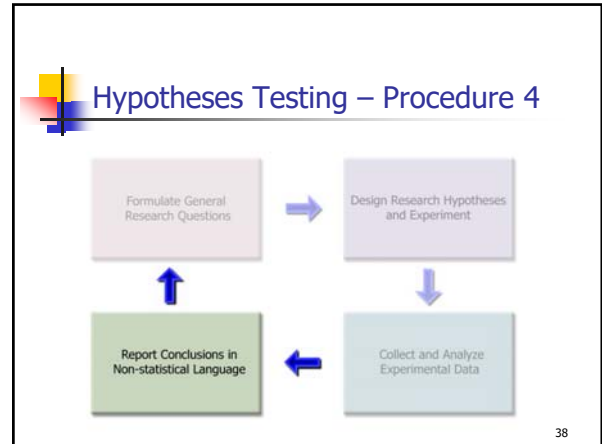 Hypotheses Testing – Procedure 4
Formulate General
Research Questions
Design Research Hypotheses
and Experiment
Report Conclusions in
Non-statistical Language
Collect and Analyze
Experimental Data
38